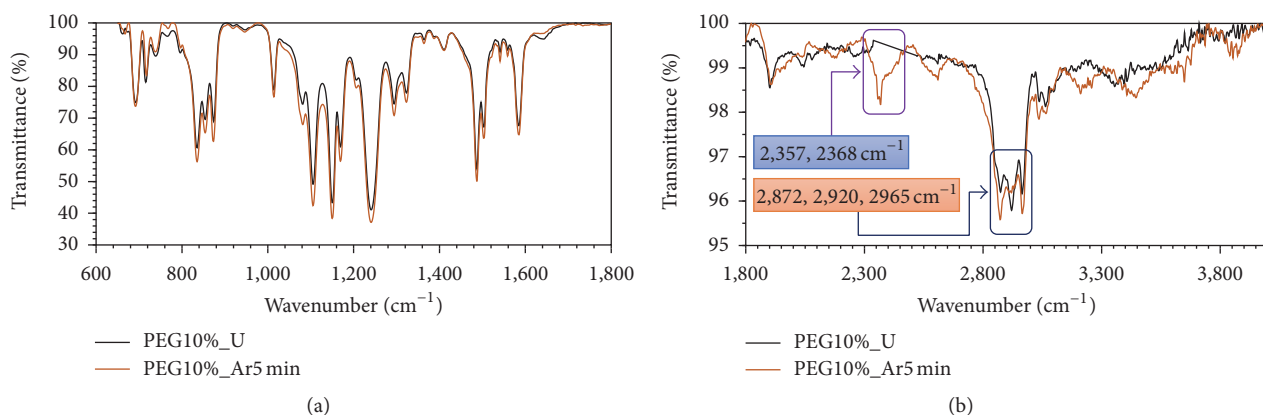 100
90
80
70
60
50
40
30
Transmittance (%)
600 800 1,000 1,200 1,400 1,600 1,800
Wavenumber (cm⁻¹)
PEG10%_U
PEG10%_Ar5 min
(a)
100
99
98
97
96
95
Transmittance (%)
2,357, 2368 cm⁻¹
2,872, 2,920, 2965 cm⁻¹
1,800 2,300 2,800 3,300 3,800
Wavenumber (cm⁻¹)
PEG10%_U
PEG10%_Ar5 min
(b)